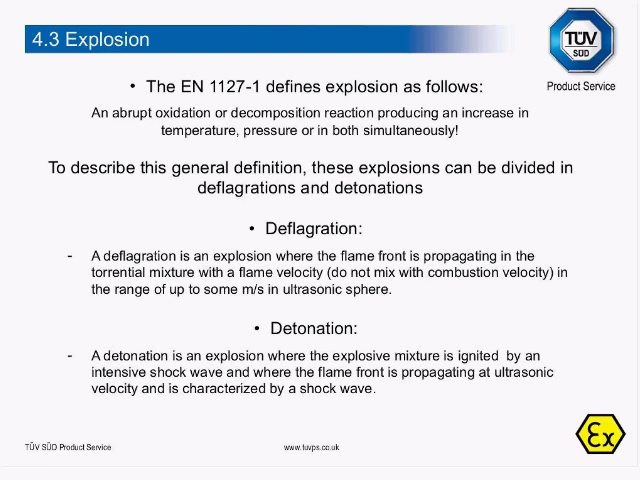 4.3 Explosion
TÜV
SÜD
Product Service
• The EN 1127-1 defines explosion as follows:
An abrupt oxidation or decomposition reaction producing an increase in
temperature, pressure or in both simultaneously!
To describe this general definition, these explosions can be divided in
deflagrations and detonations
• Deflagration:
- A deflagration is an explosion where the flame front is propagating in the
torrential mixture with a flame velocity (do not mix with combustion velocity) in
the range of up to some m/s in ultrasonic sphere.
• Detonation:
- A detonation is an explosion where the explosive mixture is ignited by an
intensive shock wave and where the flame front is propagating at ultrasonic
velocity and is characterized by a shock wave.
Ex
TÜV SÜD Product Service
www.tuvps.co.uk